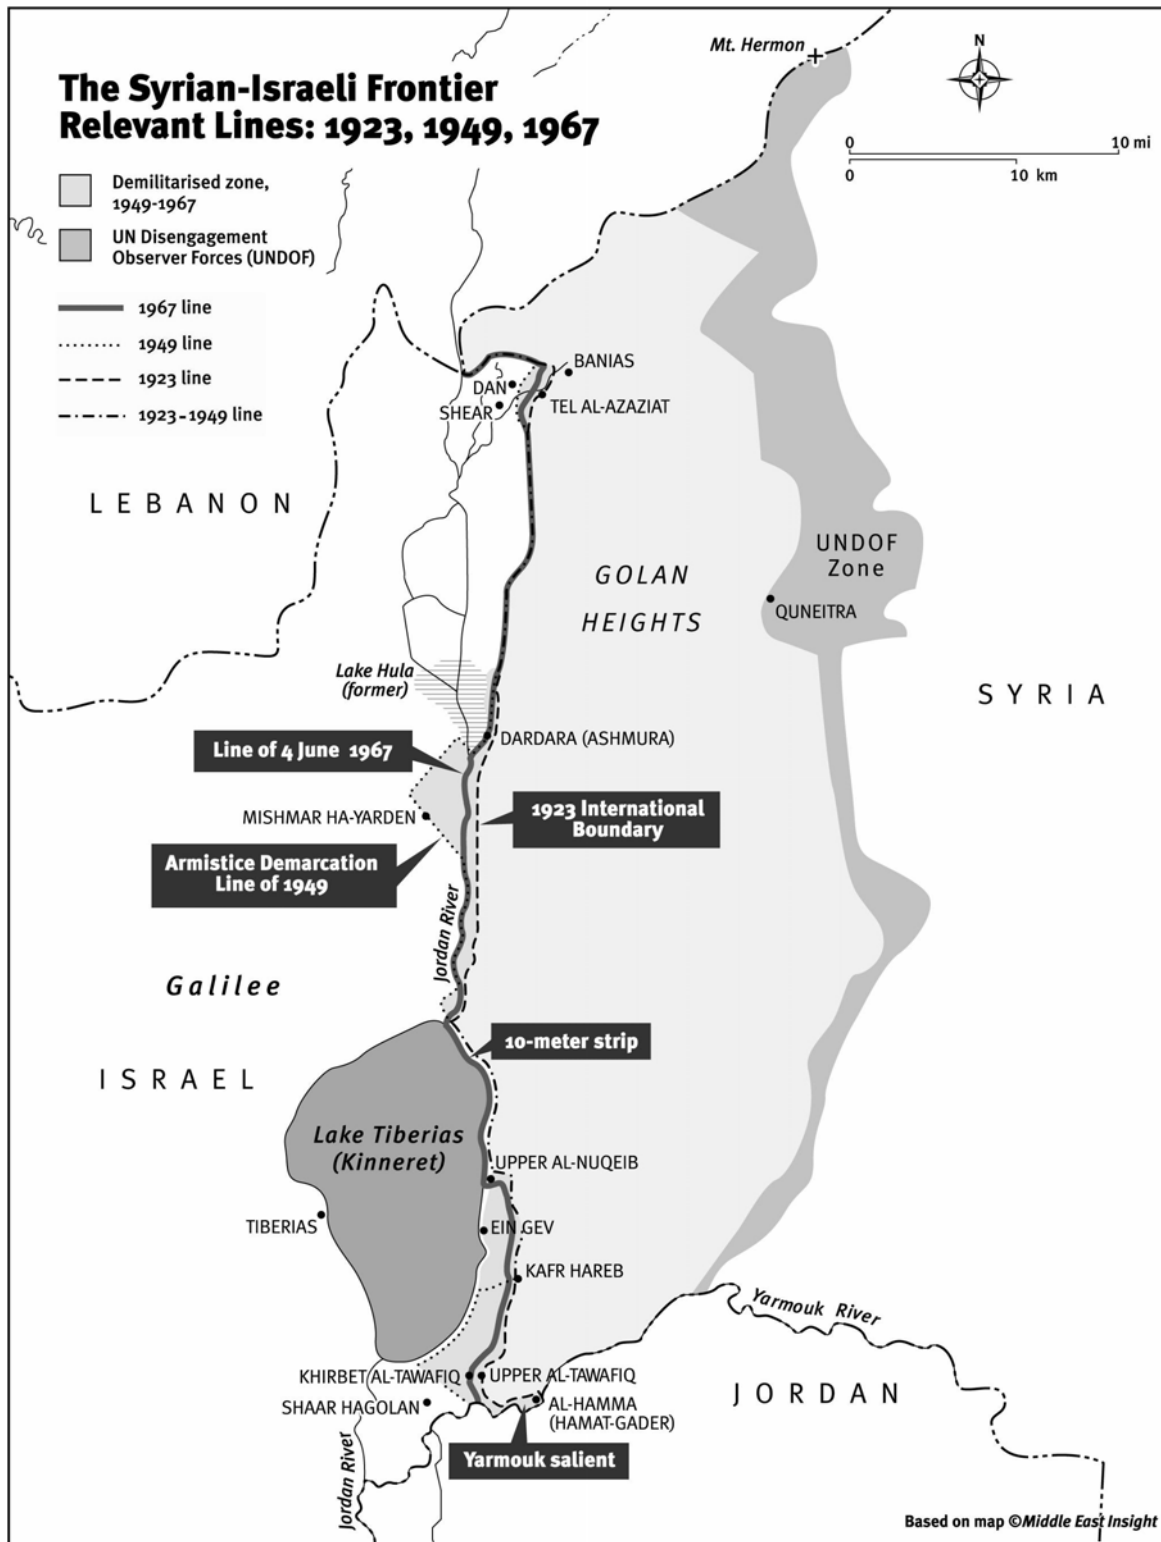 The Syrian-Israeli Frontier
Relevant Lines: 1923, 1949, 1967
Demilitarised zone,
1949-1967
UN Disengagement
Observer Forces (UNDOF)
1967 line
1949 line
1923 line
1923-1949 line
Mt. Hermon
N
0 10 mi
0 10 km
BANIAS
DAN
SHEAR
TEL AL-AZAZIAT
LEBANON
UNDOF
Zone
GOLAN
HEIGHTS
QUNEITRA
Lake Hula
(former)
SYRIA
DARDARA (ASHMURA)
Line of 4 June 1967
1923 International
Boundary
MISHMAR HA-YARDEN
Armistice Demarcation
Line of 1949
Jordan River
Galilee
10-meter strip
ISRAEL
Lake Tiberias
(Kinneret)
UPPER AL-NUQEIB
TIBERIAS
EIN GEV
KAFR HAREB
Yarmouk River
KHIRBET AL-TAWAFIQ
UPPER AL-TAWAFIQ
JORDAN
SHAAR HAGOLAN
AL-HAMMA
(HAMAT-GADER)
Yarmouk salient
Jordan River
Based on map ©Middle East Insight